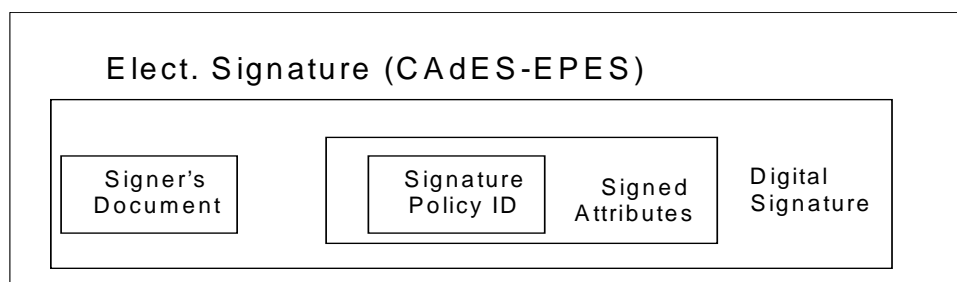 Elect. Signature (CAdES-EPES)
Signer's
Document
Signature
Policy ID
Signed
Attributes
Digital
Signature